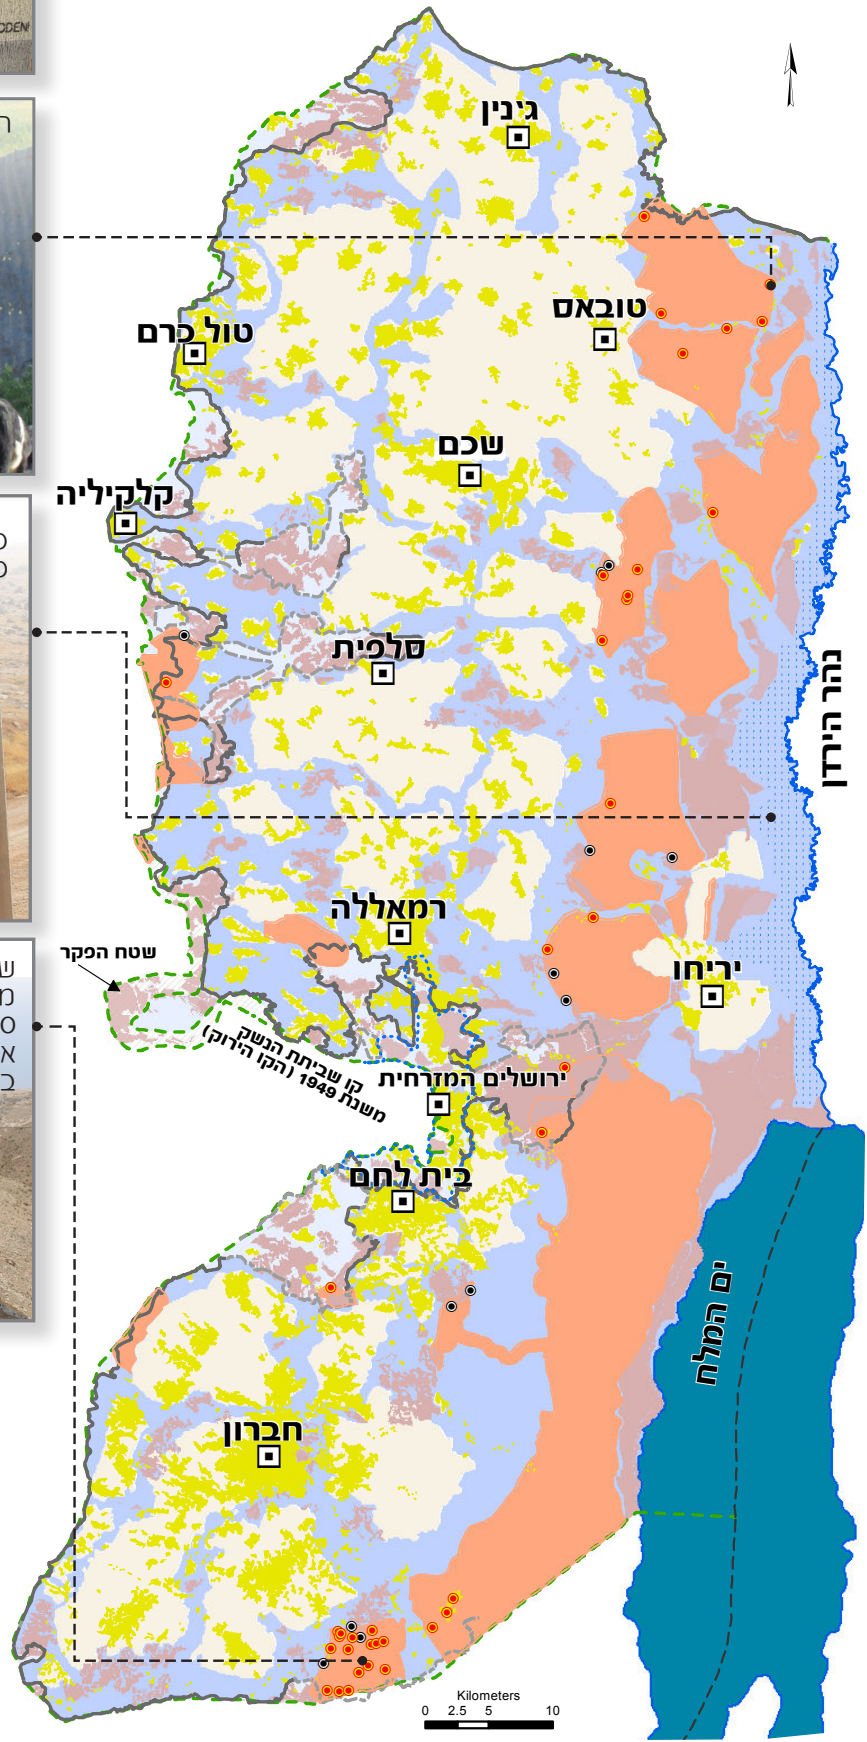 ג'נין
טובאס
טול כרם
שכם
קלקיליה
סלפית
נהר הירדן
רמאללה
שטח הפקר
יריחו
קו שביתת הנשק
משנת 1949 (הקו הירוק)
ירושלים המזרחית
בית לחם
ים המלח
חברון
Kilometers
0 2.5 5 10